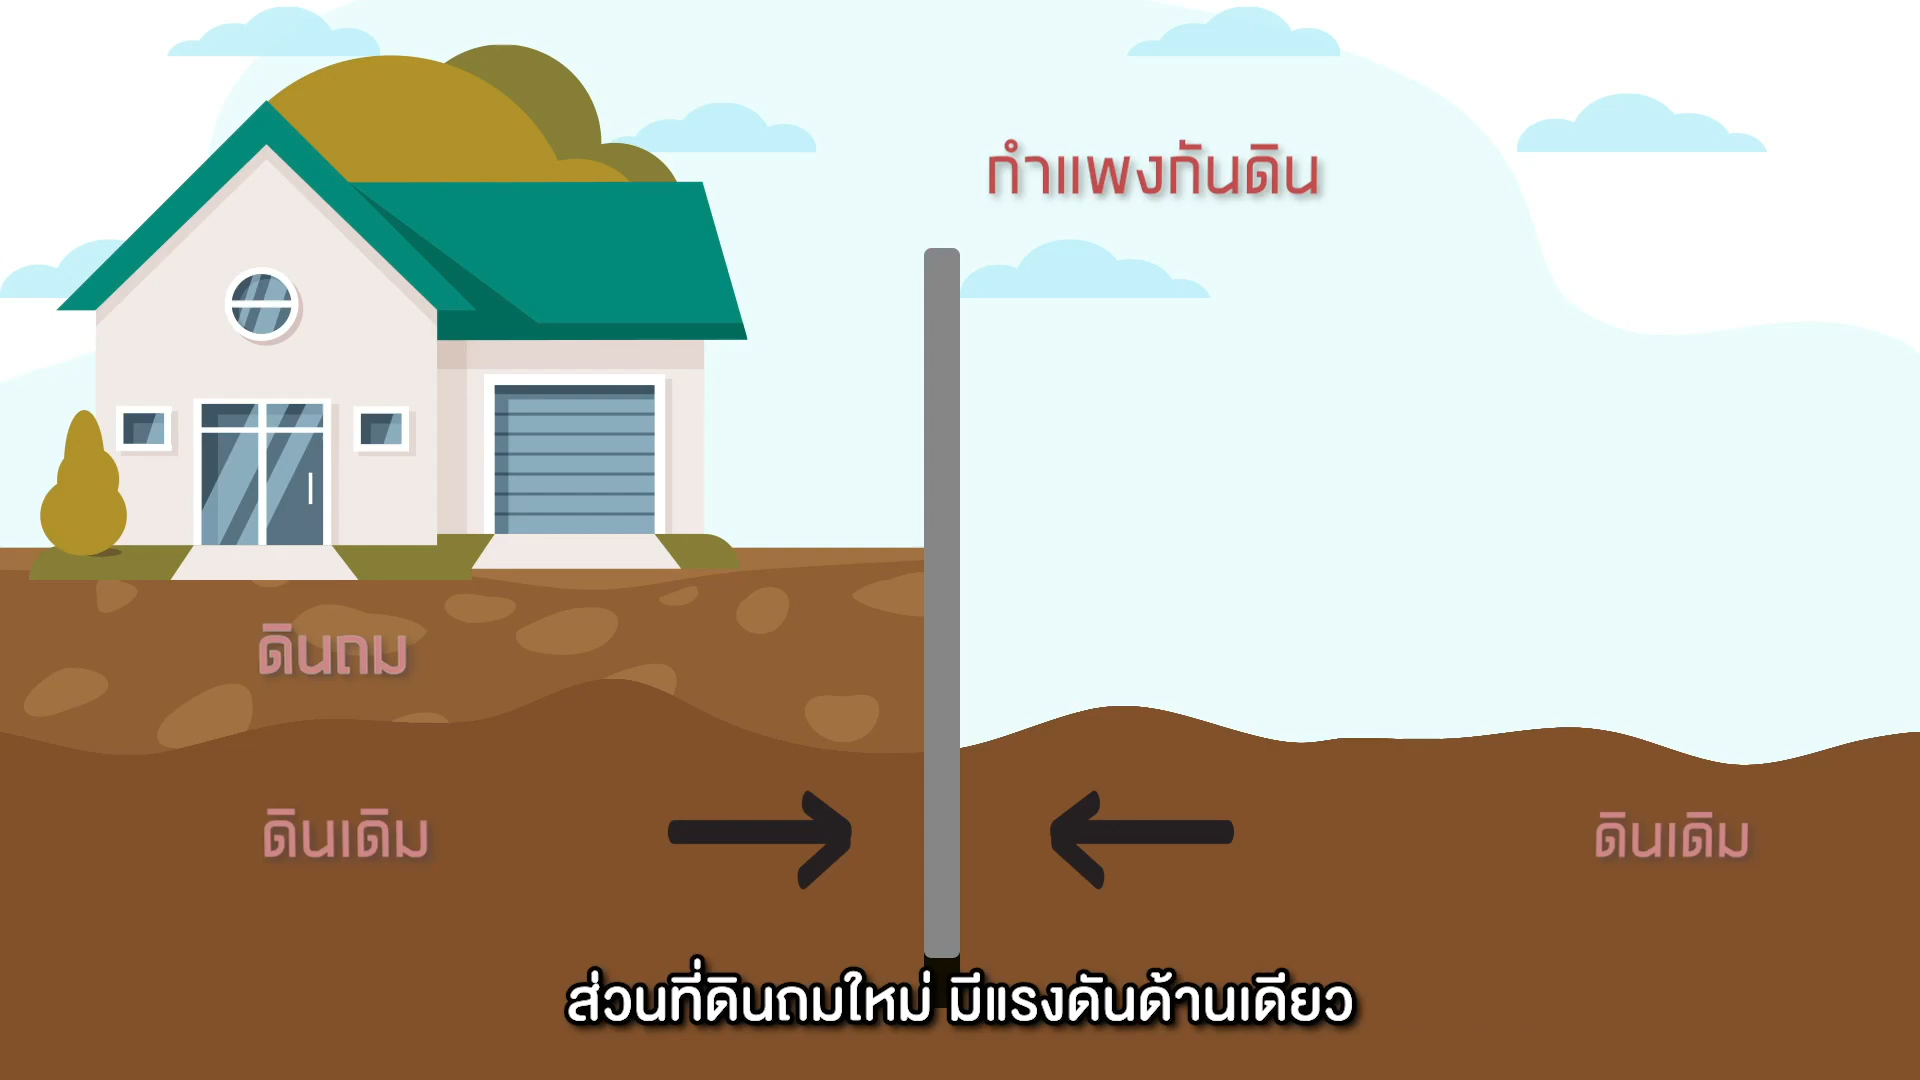 กำแพงกันดิน
ดินถม
ดินเดิม
ดินเดิม
ส่วนที่ดินถมใหม่ มีแรงดันด้านเดียว